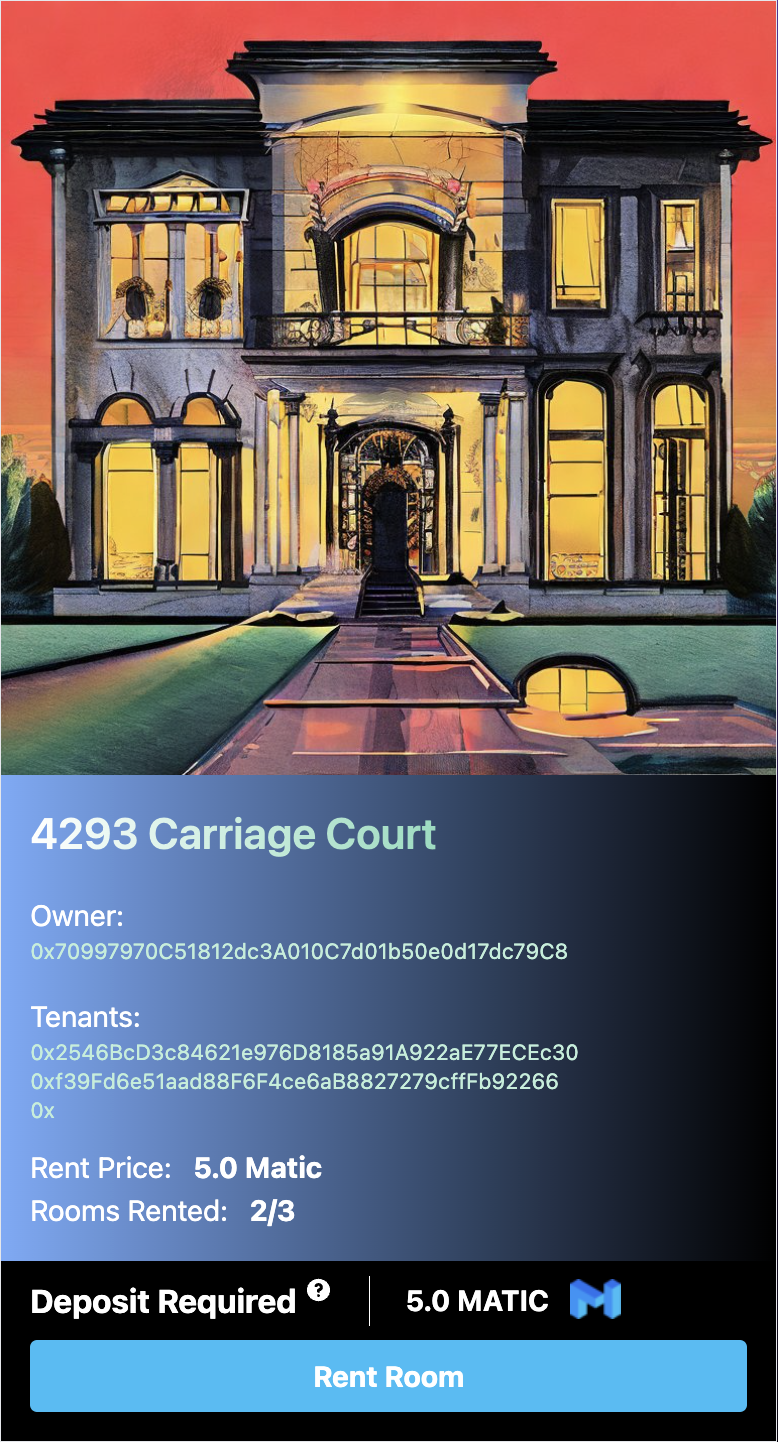 4293 Carriage Court
Owner:
0x70997970C51812dc3A010C7d01b50e0d17dc79C8
Tenants:
0x2546BcD3c84621e976D8185a91A922aE77ECEc30
0xf39Fd6e51aad88F6F4ce6aB8827279cffFb92266
0x
Rent Price: 5.0 Matic
Rooms Rented: 2/3
Deposit Required ? 5.0 MATIC
Rent Room